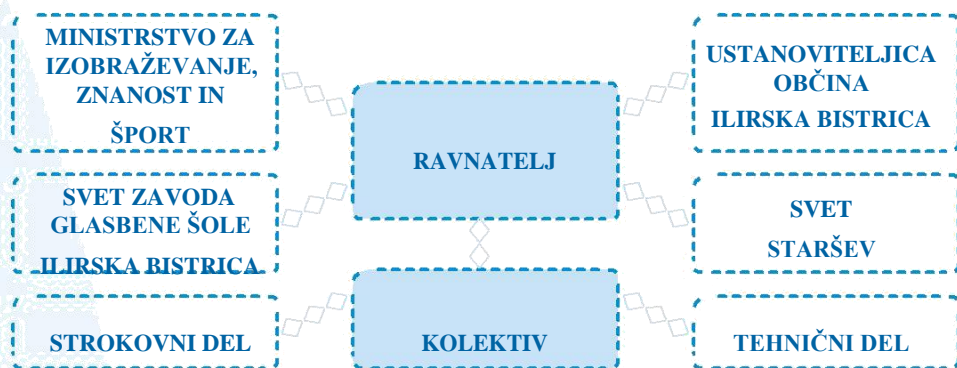 MINISTRSTVO ZA
IZOBRAŽEVANJE,
ZNANOST IN
ŠPORT
USTANOVITELJICA
OBČINA
ILIRSKA BISTRICA
RAVNATELJ
SVET ZAVODA
GLASBENE ŠOLE
ILIRSKA BISTRICA
SVET
STARŠEV
STROKOVNI DEL
KOLEKTIV
TEHNIČNI DEL